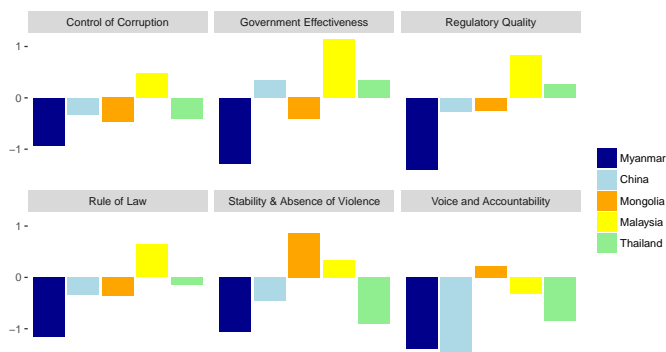 Control of Corruption
Government Effectiveness
Regulatory Quality
1
0
−1
Rule of Law
Stability & Absence of Violence
Voice and Accountability
1
0
−1
Myanmar
China
Mongolia
Malaysia
Thailand